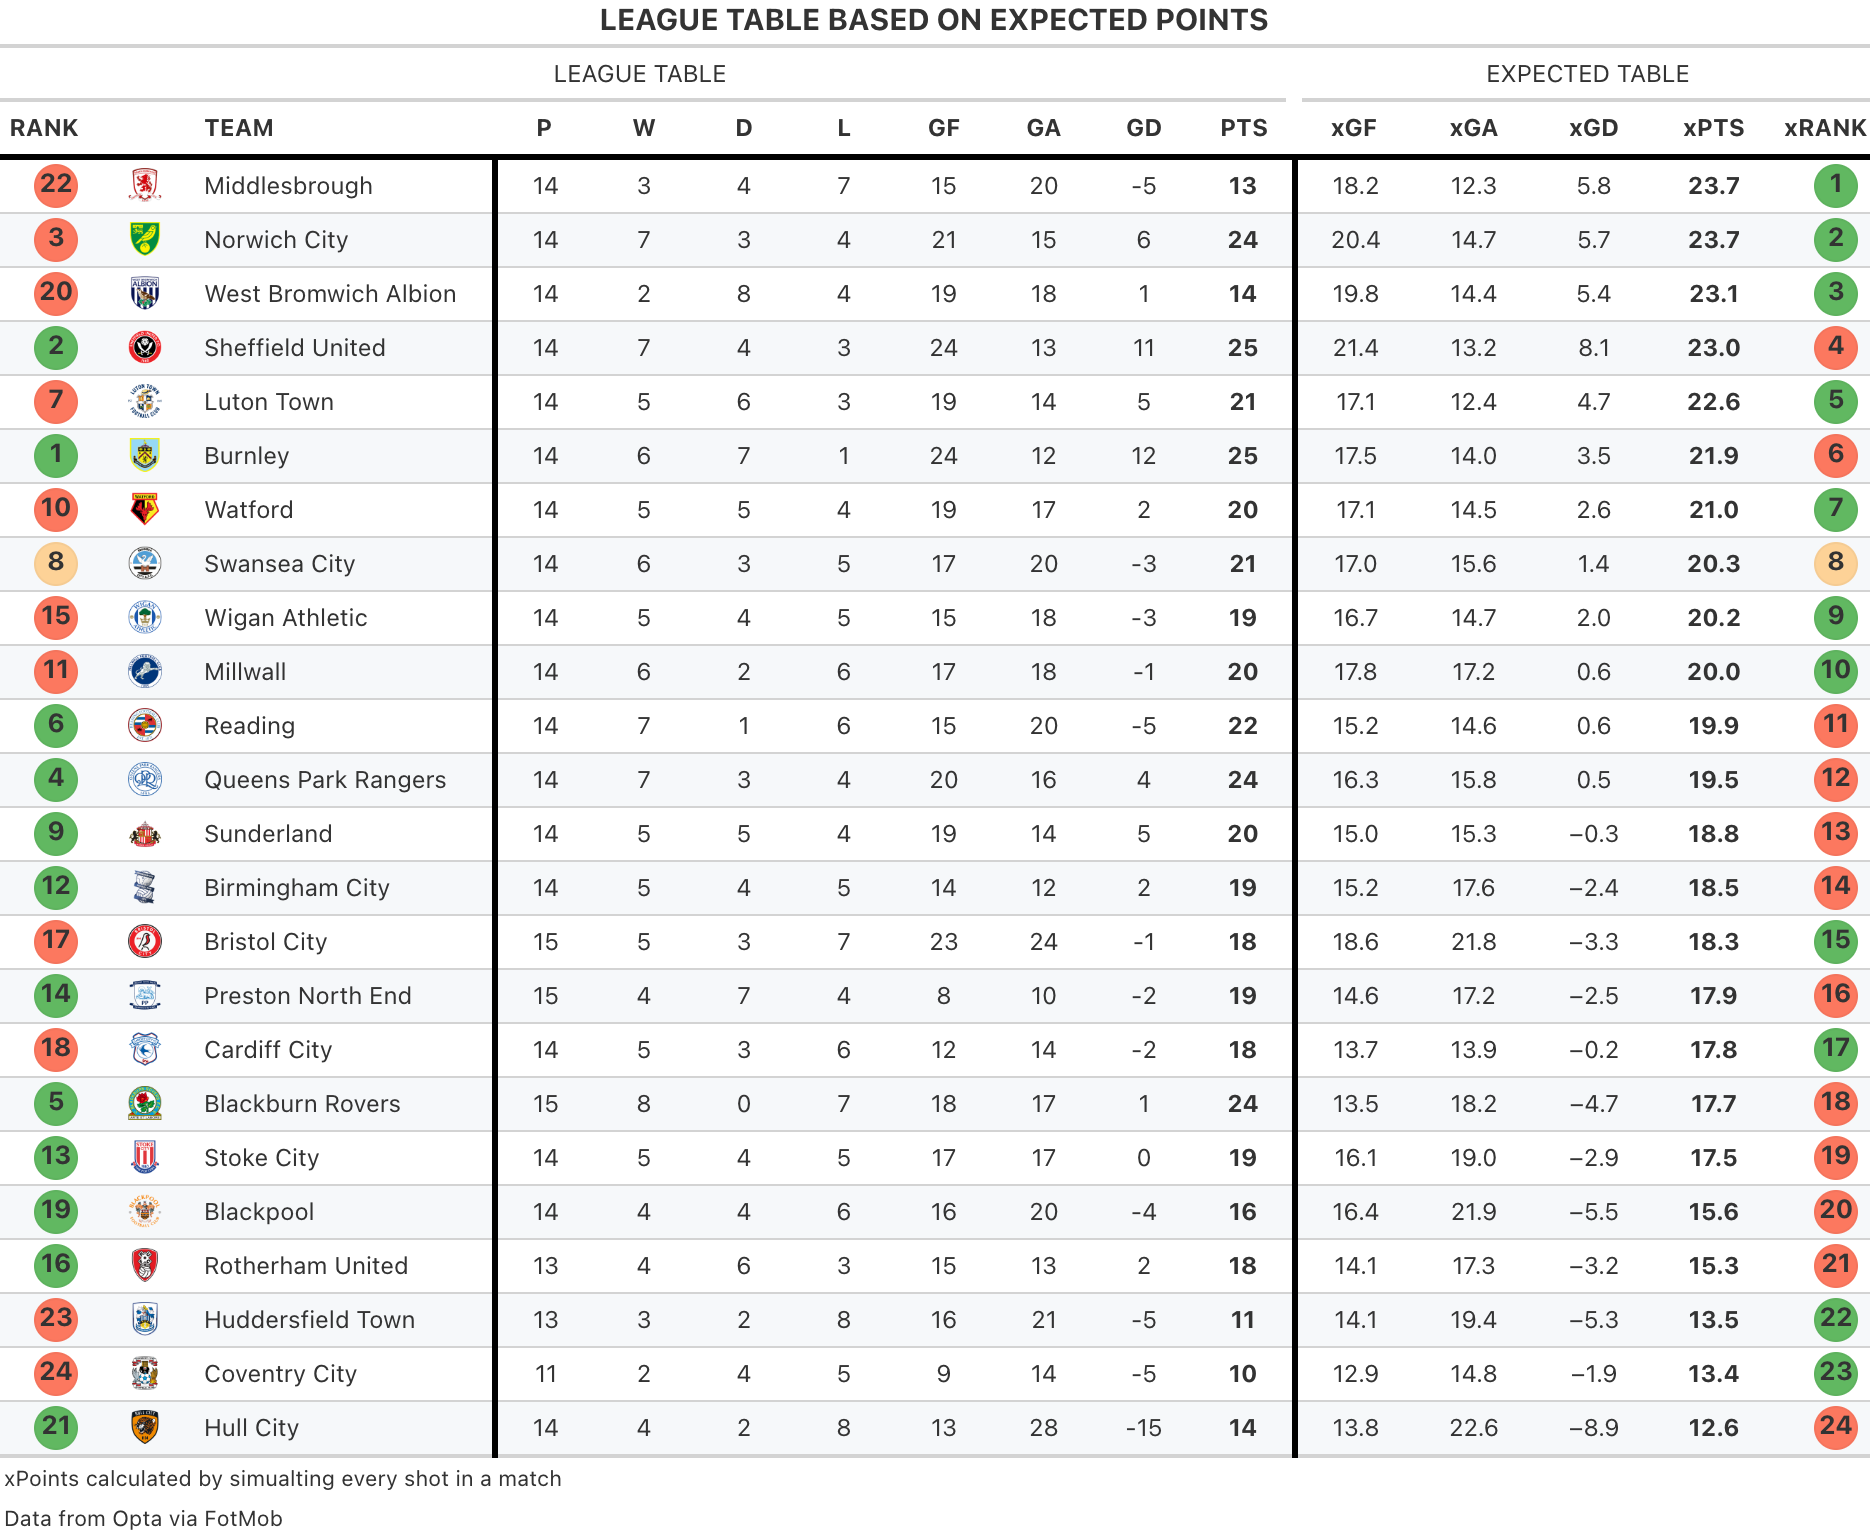 LEAGUE TABLE BASED ON EXPECTED POINTS
LEAGUE TABLE EXPECTED TABLE
RANK TEAM P W D L GF GA GD PTS xGF xGA xGD xPTS xRANK
22 Middlesbrough 14 3 4 7 15 20 -5 13 18.2 12.3 5.8 23.7 1
3 Norwich City 14 7 3 4 21 15 6 24 20.4 14.7 5.7 23.7 2
20 West Bromwich Albion 14 2 8 4 19 18 1 14 19.8 14.4 5.4 23.1 3
2 Sheffield United 14 7 4 3 24 13 11 25 21.4 13.2 8.1 23.0 4
7 Luton Town 14 5 6 3 19 14 5 21 17.1 12.4 4.7 22.6 5
1 Burnley 14 6 7 1 24 12 12 25 17.5 14.0 3.5 21.9 6
10 Watford 14 5 5 4 19 17 2 20 17.1 14.5 2.6 21.0 7
8 Swansea City 14 6 3 5 17 20 -3 21 17.0 15.6 1.4 20.3 8
15 Wigan Athletic 14 5 4 5 15 18 -3 19 16.7 14.7 2.0 20.2 9
11 Millwall 14 6 2 6 17 18 -1 20 17.8 17.2 0.6 20.0 10
6 Reading 14 7 1 6 15 20 -5 22 15.2 14.6 0.6 19.9 11
4 Queens Park Rangers 14 7 3 4 20 16 4 24 16.3 15.8 0.5 19.5 12
9 Sunderland 14 5 5 4 19 14 5 20 15.0 15.3 −0.3 18.8 13
12 Birmingham City 14 5 4 5 14 12 2 19 15.2 17.6 −2.4 18.5 14
17 Bristol City 15 5 3 7 23 24 -1 18 18.6 21.8 −3.3 18.3 15
14 Preston North End 15 4 7 4 8 10 -2 19 14.6 17.2 −2.5 17.9 16
18 Cardiff City 14 5 3 6 12 14 -2 18 13.7 13.9 −0.2 17.8 17
5 Blackburn Rovers 15 8 0 7 18 17 1 24 13.5 18.2 −4.7 17.7 18
13 Stoke City 14 5 4 5 17 17 0 19 16.1 19.0 −2.9 17.5 19
19 Blackpool 14 4 4 6 16 20 -4 16 16.4 21.9 −5.5 15.6 20
16 Rotherham United 13 4 6 3 15 13 2 18 14.1 17.3 −3.2 15.3 21
23 Huddersfield Town 13 3 2 8 16 21 -5 11 14.1 19.4 −5.3 13.5 22
24 Coventry City 11 2 4 5 9 14 -5 10 12.9 14.8 −1.9 13.4 23
21 Hull City 14 4 2 8 13 28 -15 14 13.8 22.6 −8.9 12.6 24
xPoints calculated by simualting every shot in a match
Data from Opta via FotMob